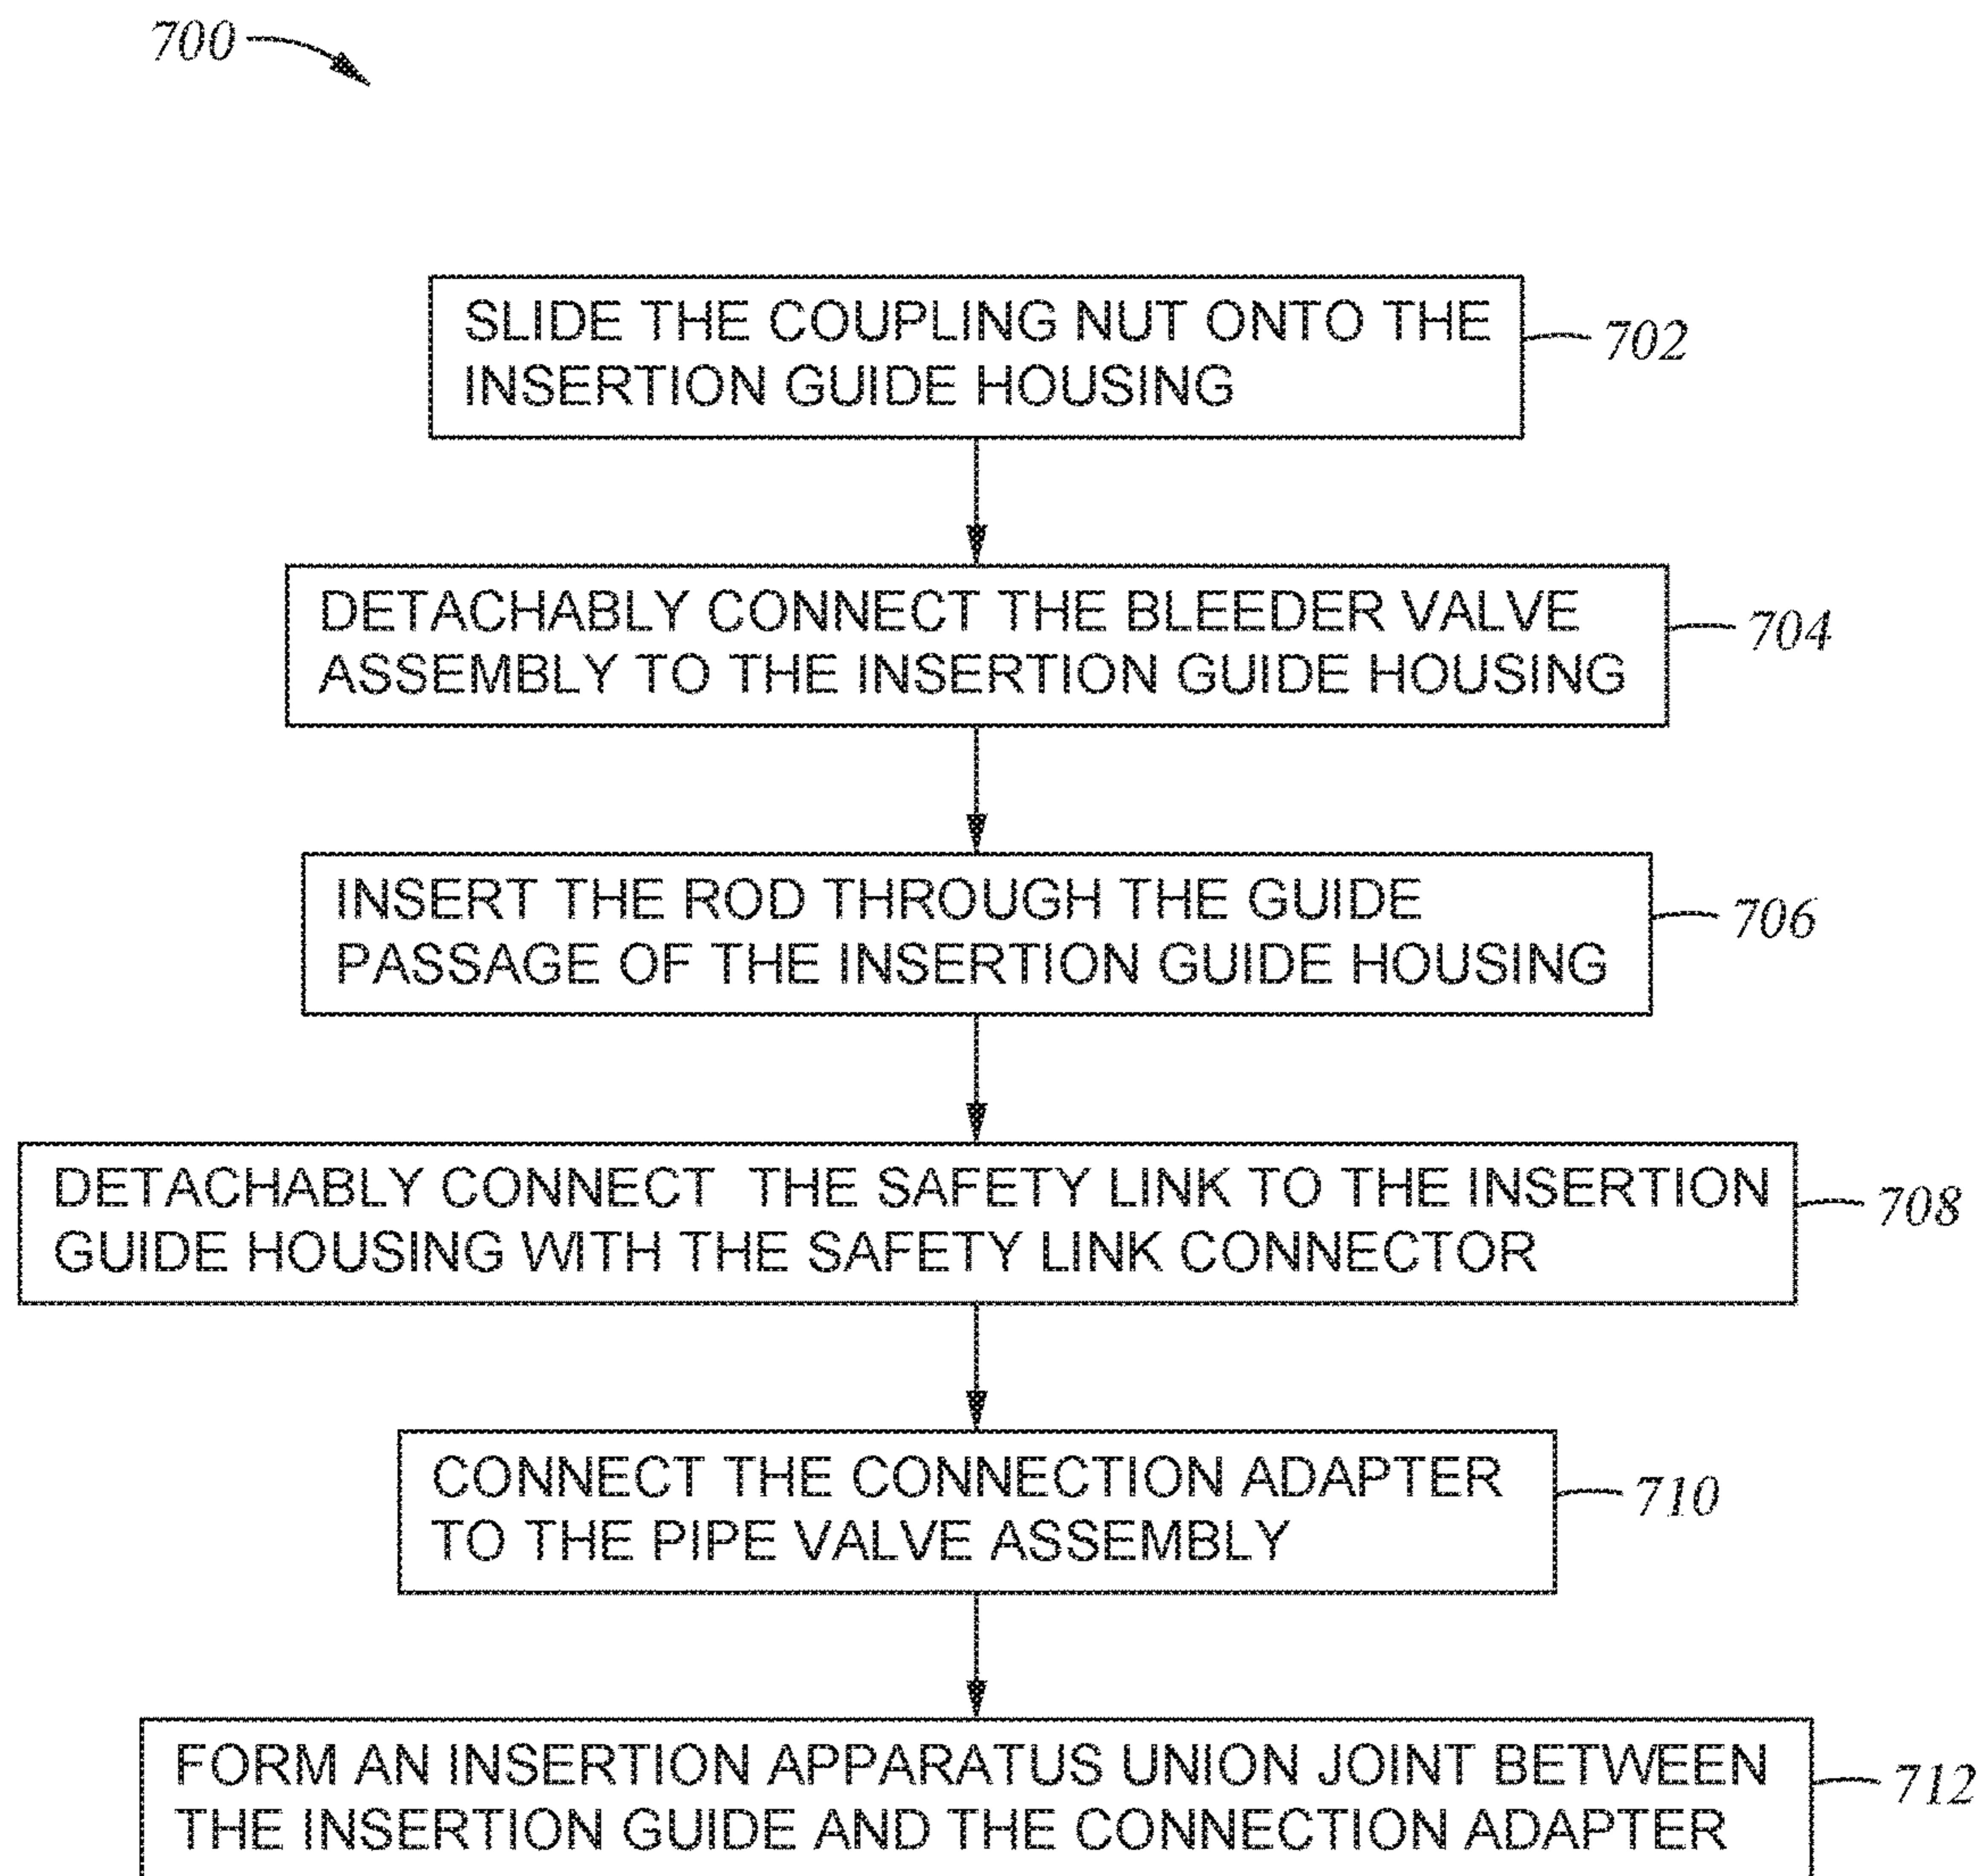 700
SLIDE THE COUPLING NUT ONTO THE
INSERTION GUIDE HOUSING
702
DETACHABLY CONNECT THE BLEEDER VALVE
ASSEMBLY TO THE INSERTION GUIDE HOUSING
704
INSERT THE ROD THROUGH THE GUIDE
PASSAGE OF THE INSERTION GUIDE HOUSING
706
DETACHABLY CONNECT THE SAFETY LINK TO THE INSERTION
GUIDE HOUSING WITH THE SAFETY LINK CONNECTOR
708
CONNECT THE CONNECTION ADAPTER
TO THE PIPE VALVE ASSEMBLY
710
FORM AN INSERTION APPARATUS UNION JOINT BETWEEN
THE INSERTION GUIDE AND THE CONNECTION ADAPTER
712